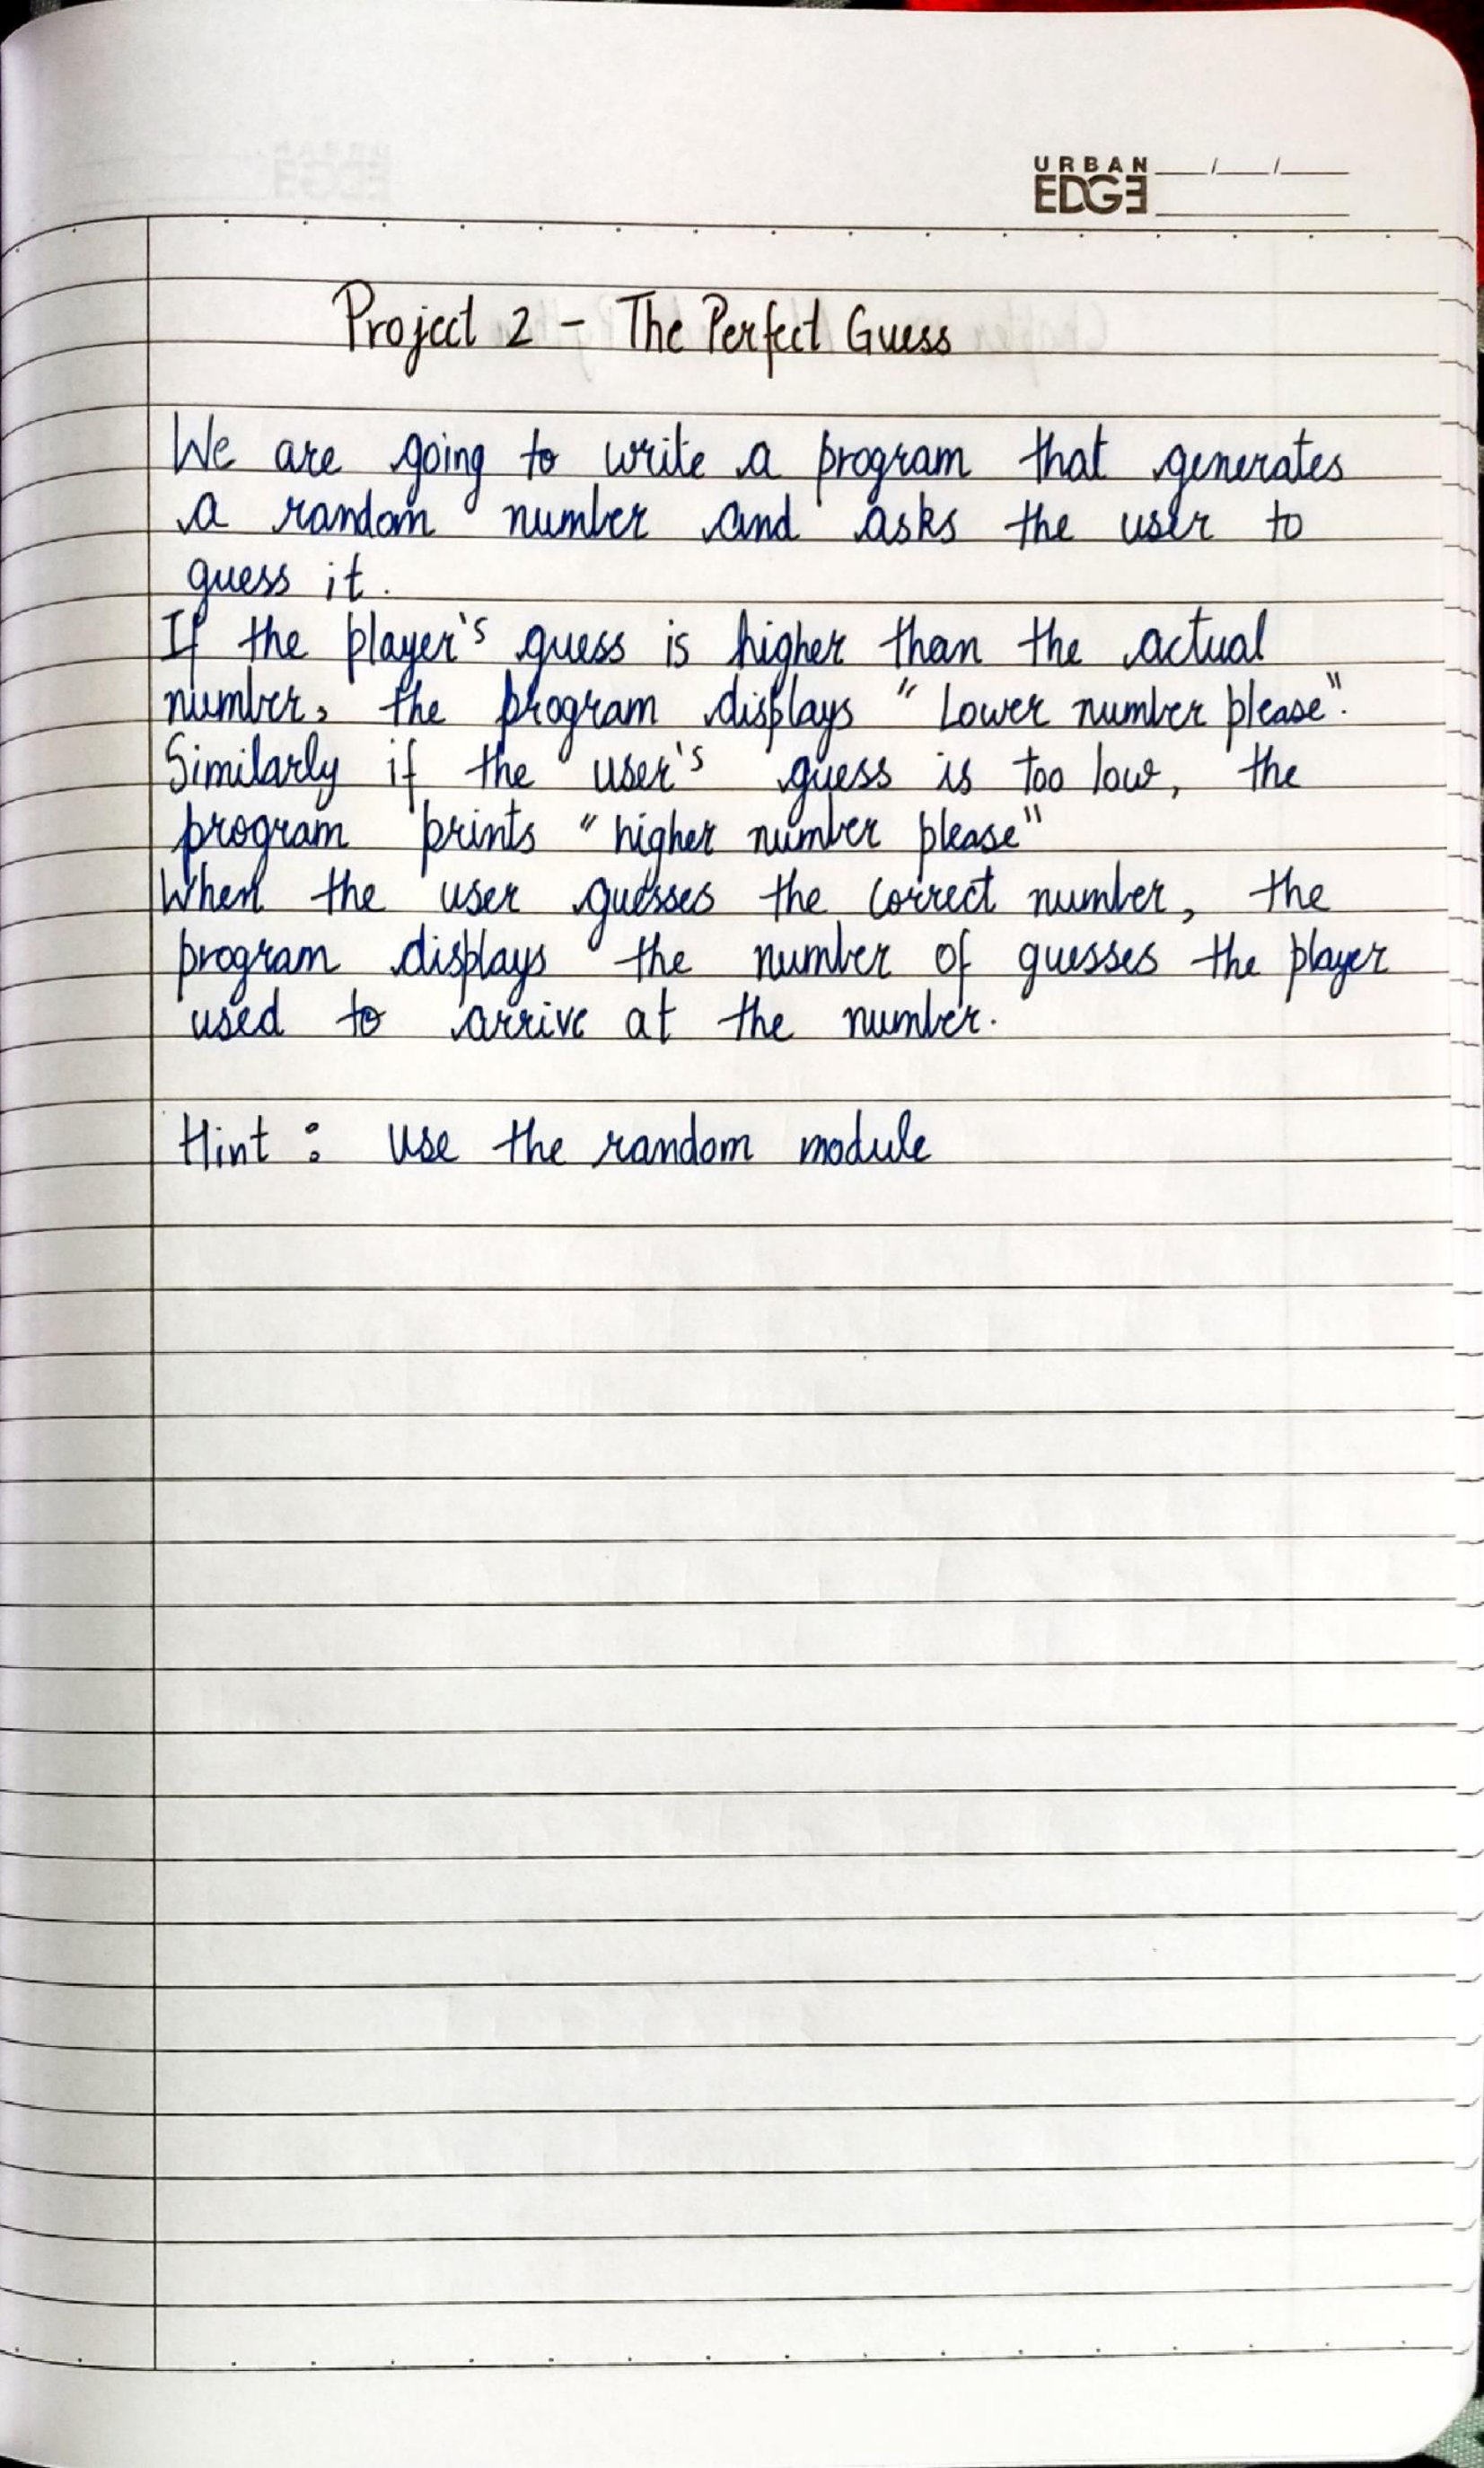 URBAN
EDGE
Project 2 - The Perfect Guess
We are going to write a program that generates
a random number and asks the user to
guess it.
If the player's guess is higher than the actual
number, the program displays "Lower number please".
Similarly if the user's guess is too low, the
program prints "higher number please"
When the user guesses the correct number, the
program displays the number of guesses the player
used to arrive at the number.
Hint : Use the random module